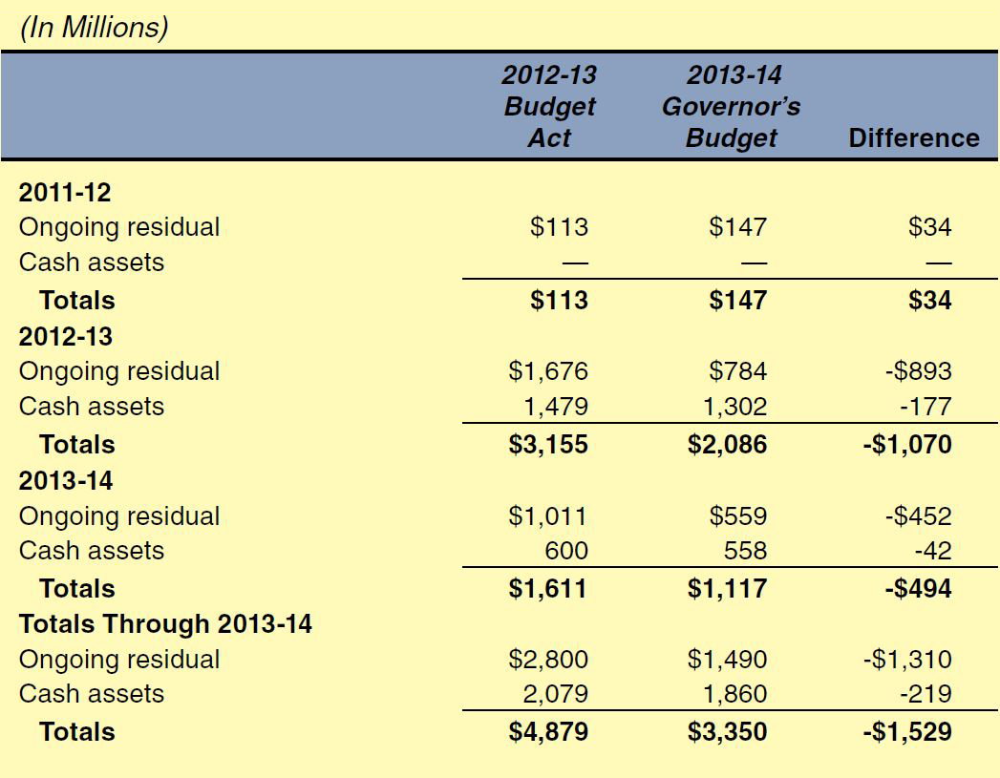 (In Millions)
2012-13 Budget Act 2013-14 Governor’s Budget Difference
2011-12
Ongoing residual $113 $147 $34
Cash assets — — —
Totals $113 $147 $34
2012-13
Ongoing residual $1,676 $784 -$893
Cash assets 1,479 1,302 -177
Totals $3,155 $2,086 -$1,070
2013-14
Ongoing residual $1,011 $559 -$452
Cash assets 600 558 -42
Totals $1,611 $1,117 -$494
Totals Through 2013-14
Ongoing residual $2,800 $1,490 -$1,310
Cash assets 2,079 1,860 -219
Totals $4,879 $3,350 -$1,529